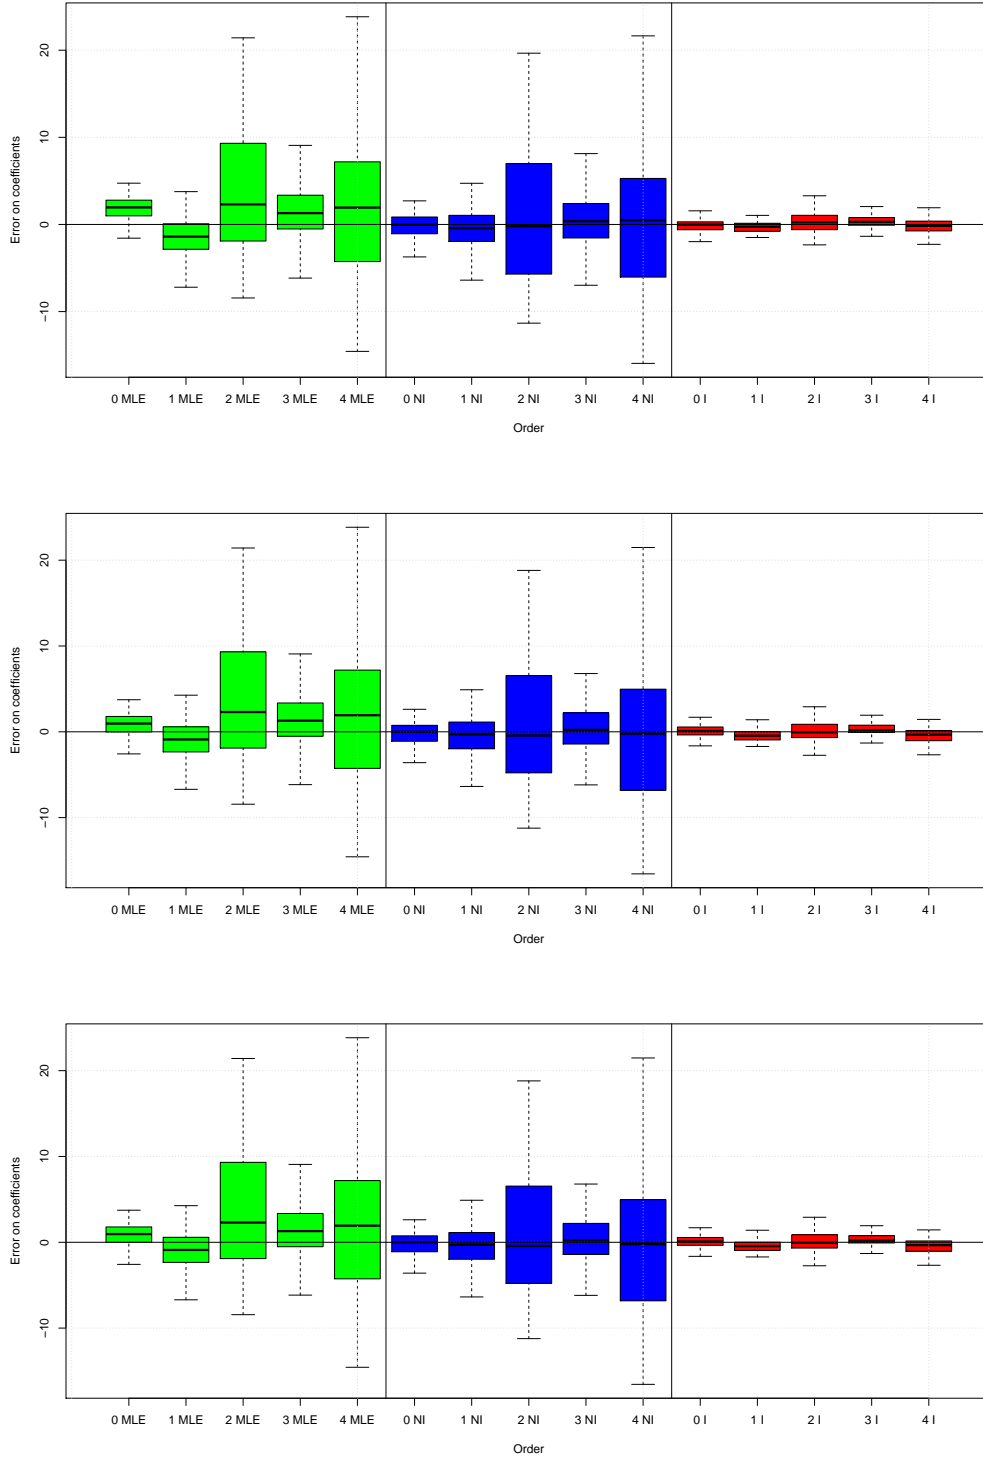 20
10
0
−10
Error on coefficients
0 MLE 1 MLE 2 MLE 3 MLE 4 MLE 0 NI 1 NI 2 NI 3 NI 4 NI 0 I 1 I 2 I 3 I 4 I
Order
20
10
0
−10
Error on coefficients
0 MLE 1 MLE 2 MLE 3 MLE 4 MLE 0 NI 1 NI 2 NI 3 NI 4 NI 0 I 1 I 2 I 3 I 4 I
Order
20
10
0
−10
Error on coefficients
0 MLE 1 MLE 2 MLE 3 MLE 4 MLE 0 NI 1 NI 2 NI 3 NI 4 NI 0 I 1 I 2 I 3 I 4 I
Order